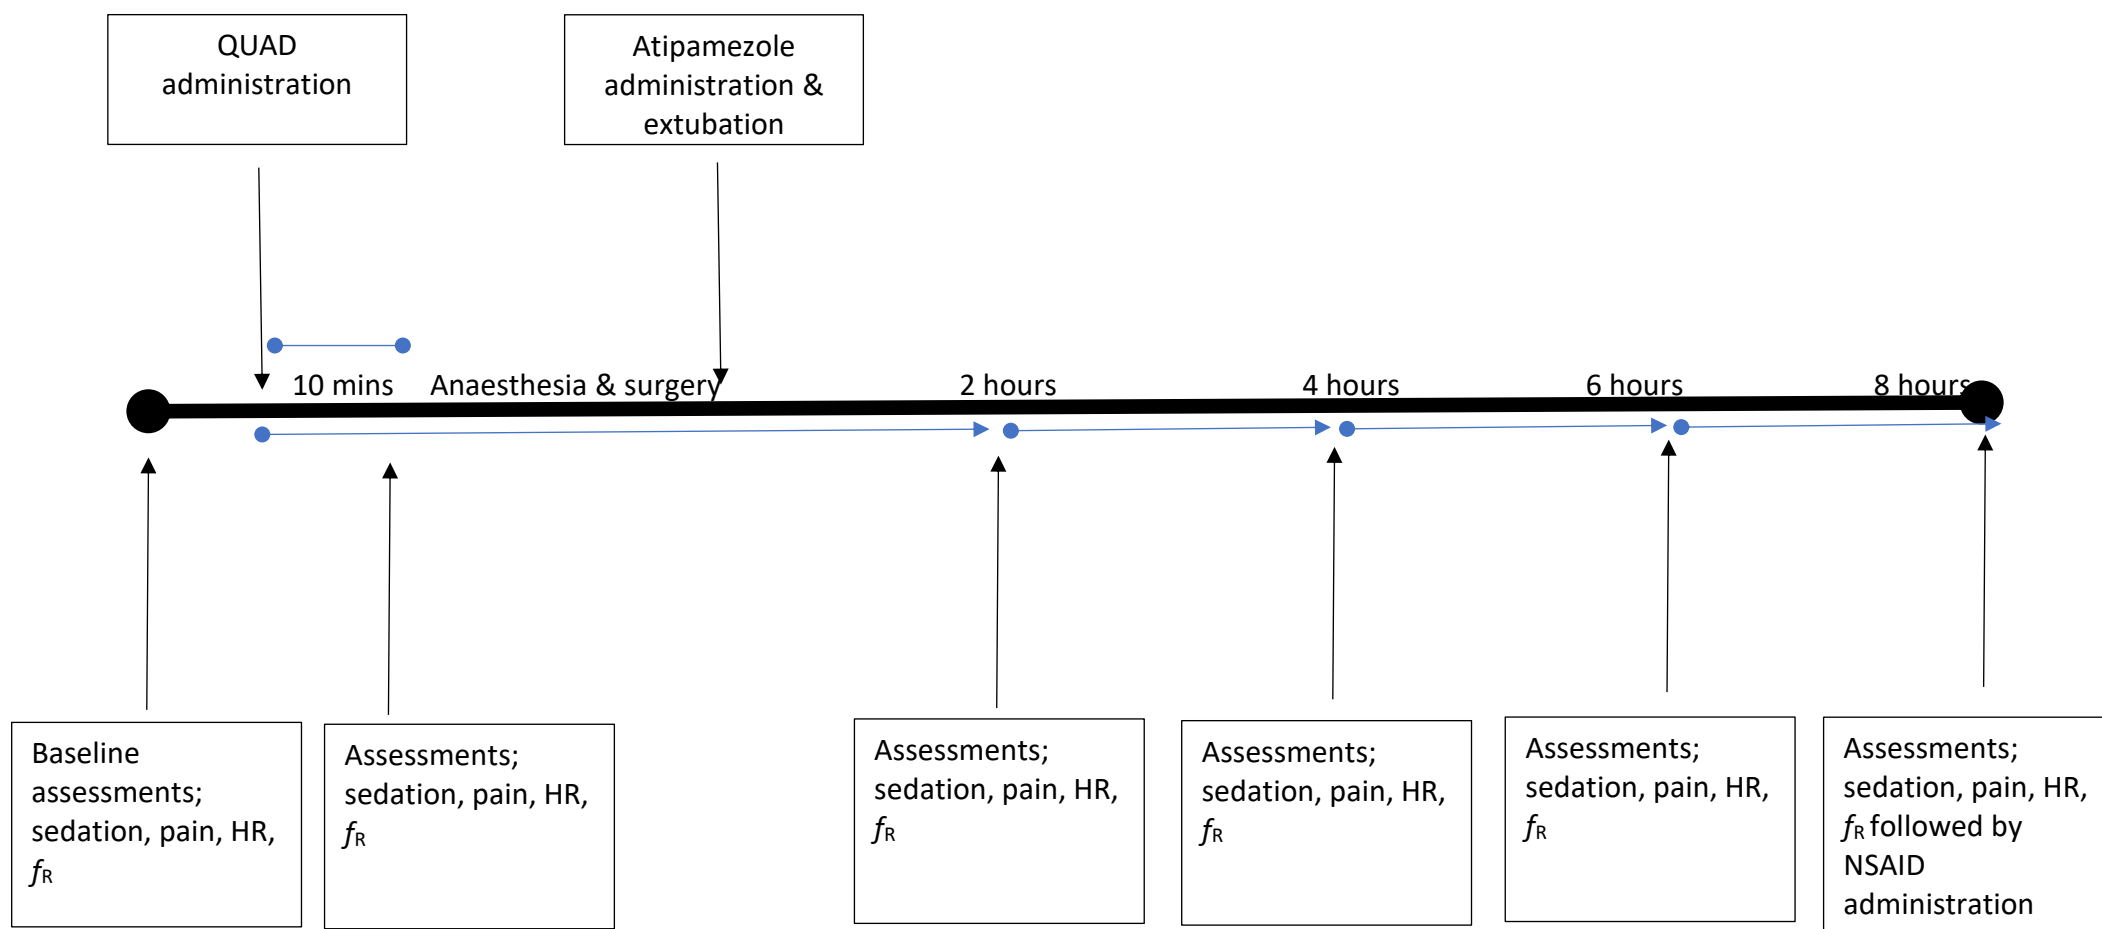 QUAD
administration
Atipamezole
administration &
extubation
10 mins
Anaesthesia & surgery
2 hours
4 hours
6 hours
8 hours
Baseline
assessments;
sedation, pain, HR,
fR
Assessments;
sedation, pain, HR,
fR
Assessments;
sedation, pain, HR,
fR
Assessments;
sedation, pain, HR,
fR
Assessments;
sedation, pain, HR,
fR
Assessments;
sedation, pain, HR,
fR followed by
NSAID
administration